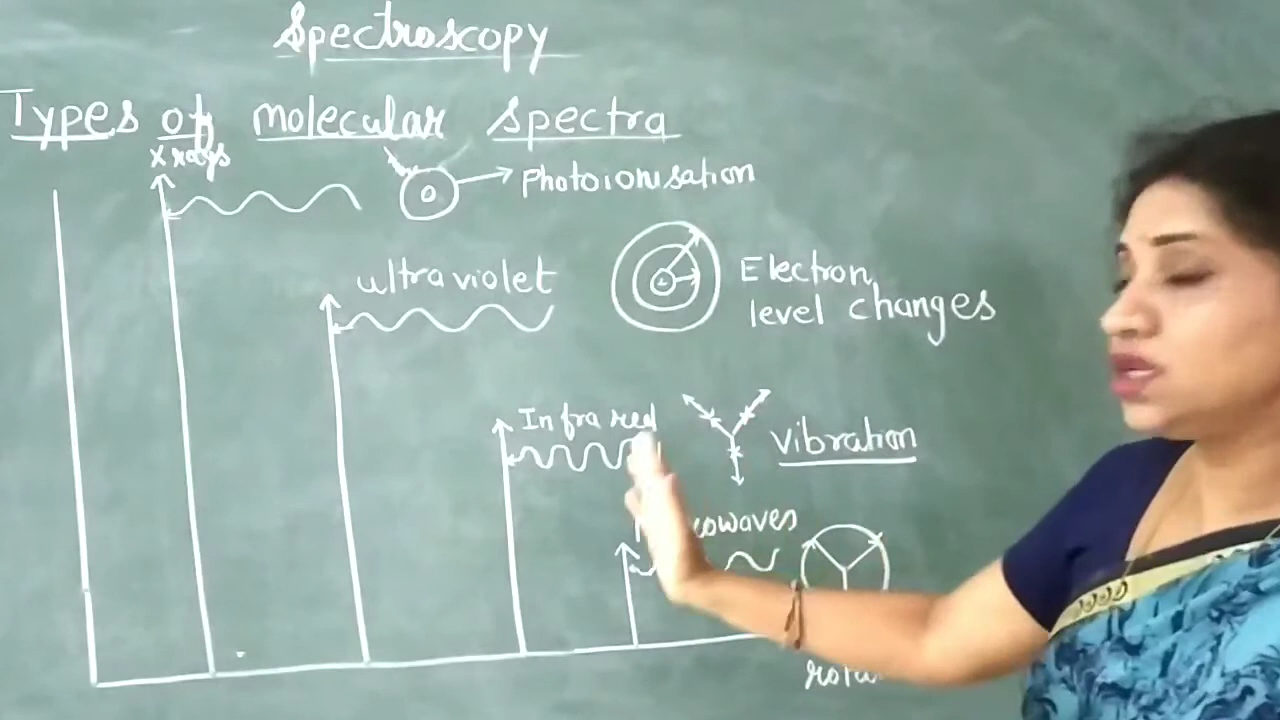 Spectroscopy
Types of molecular spectra
X rays
Photoionisation
ultraviolet
Electron
level changes
Infra red
vibration